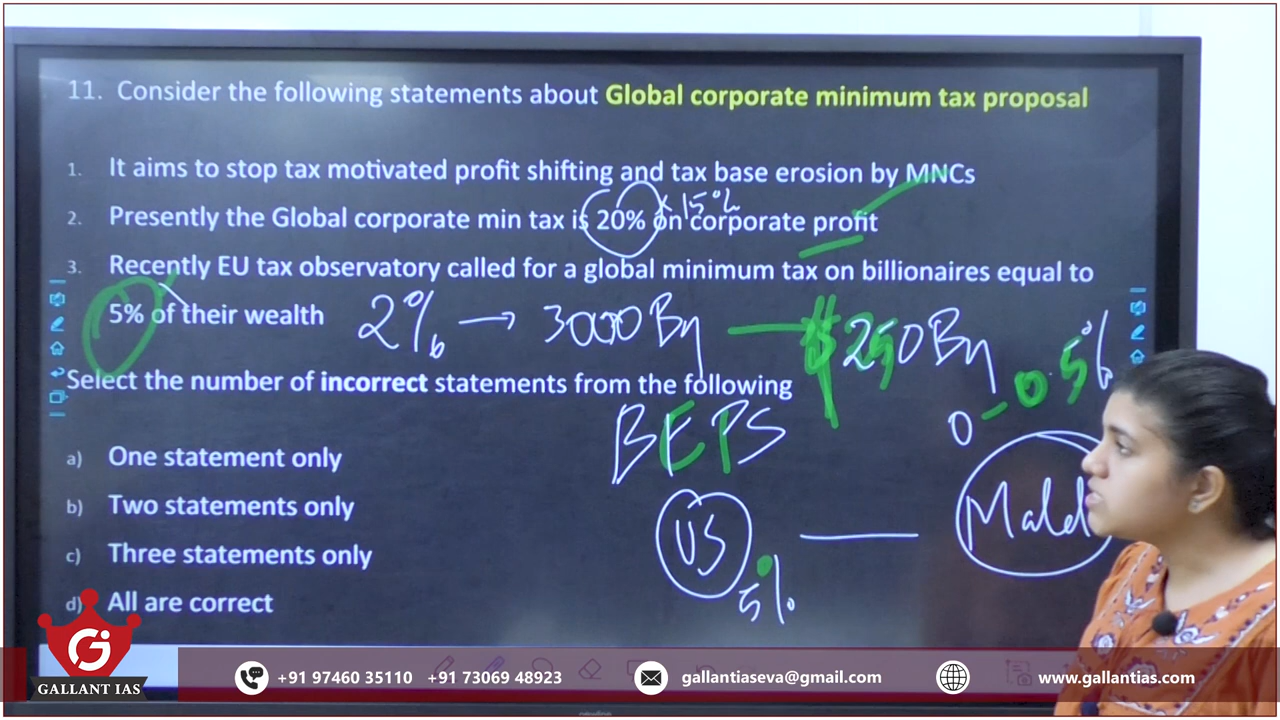 11. Consider the following statements about Global corporate minimum tax proposal
1. It aims to stop tax motivated profit shifting and tax base erosion by MNCs
x 15%
2. Presently the Global corporate min tax is 20% on corporate profit
3. Recently EU tax observatory called for a global minimum tax on billionaires equal to
5% of their wealth
2% → 3000 Bn — $ 250 Bn
0 - 0.5%
Select the number of incorrect statements from the following
BEPS
a) One statement only
b) Two statements only
US — Mald
c) Three statements only
5%
d) All are correct
Gi
GALLANT IAS
+91 97460 35110 +91 73069 48923
gallantiaseva@gmail.com
www.gallantias.com